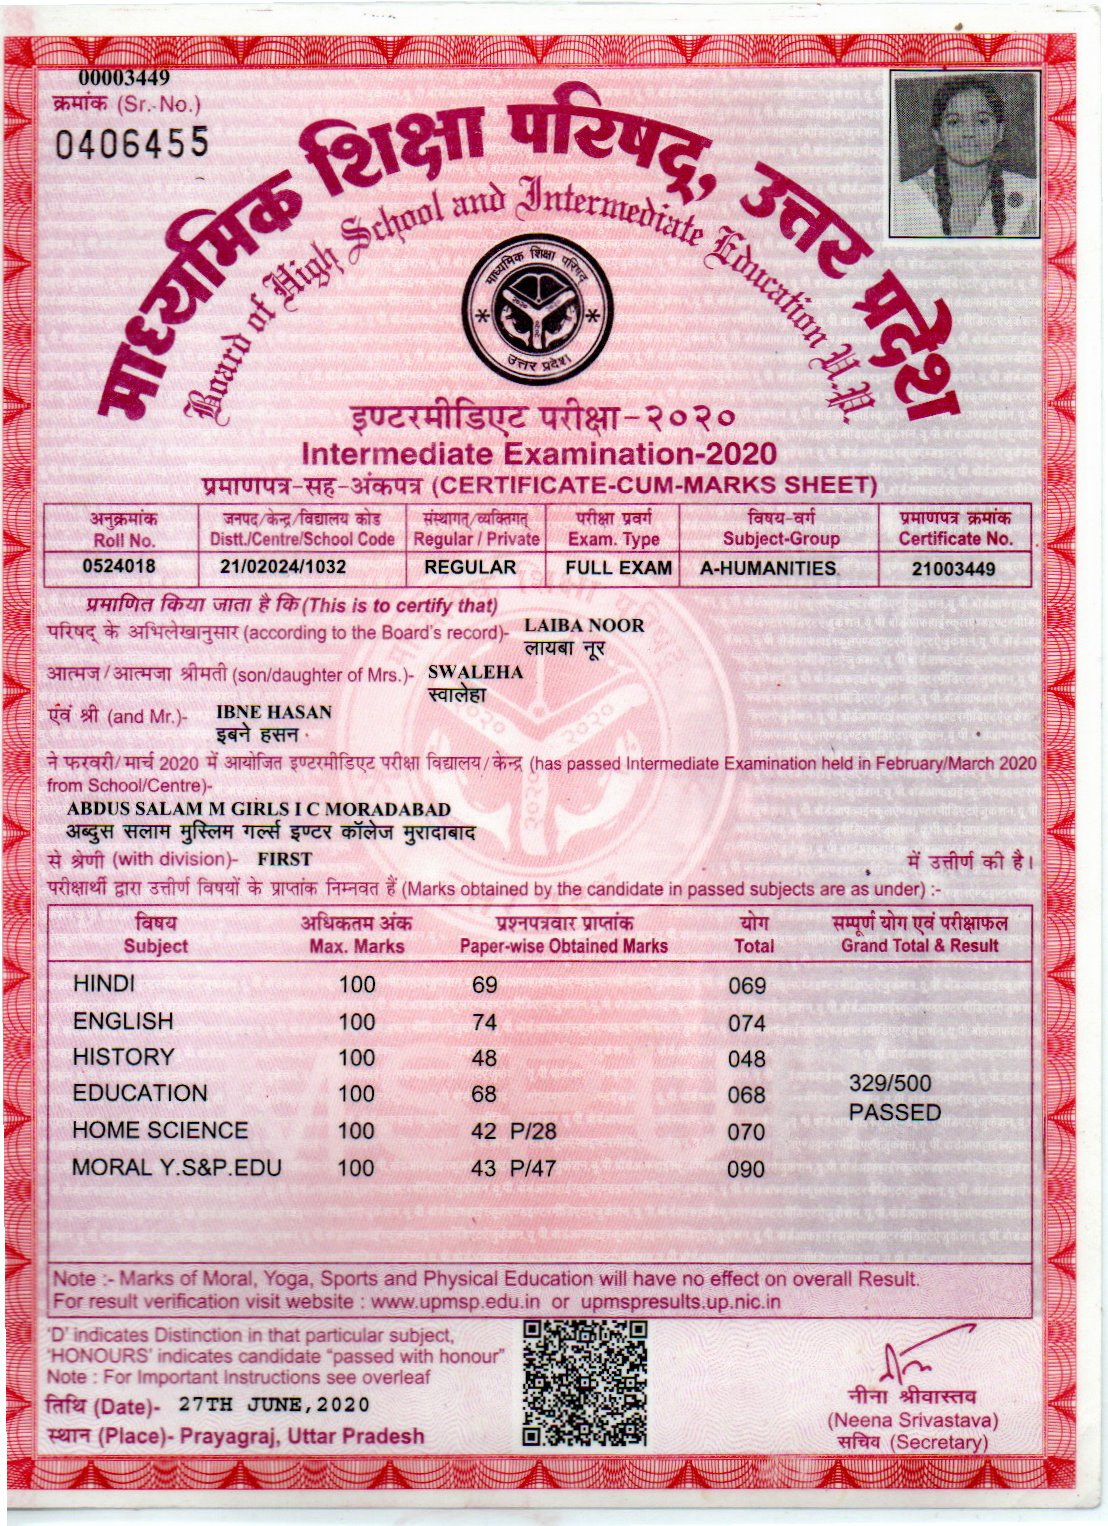 00003449
क्रमांक (Sr. No.)
0406455
माध्यमिक शिक्षा परिषद्, उत्तर प्रदेश
Board of High School and Intermediate Education U.P.
माध्यमिक शिक्षा परिषद्
उत्तर प्रदेश
इण्टरमीडिएट परीक्षा-२०२०
Intermediate Examination-2020
प्रमाणपत्र-सह-अंकपत्र (CERTIFICATE-CUM-MARKS SHEET)
अनुक्रमांक जनपद/केन्द्र/विद्यालय कोड संस्थागत्/व्यक्तिगत् परीक्षा प्रवर्ग विषय-वर्ग प्रमाणपत्र क्रमांक
Roll No. Distt./Centre/School Code Regular / Private Exam. Type Subject-Group Certificate No.
0524018 21/02024/1032 REGULAR FULL EXAM A-HUMANITIES 21003449
प्रमाणित किया जाता है कि (This is to certify that)
परिषद् के अभिलेखानुसार (according to the Board's record)- LAIBA NOOR
लायबा नूर
आत्मज/आत्मजा श्रीमती (son/daughter of Mrs.)- SWALEHA
स्वालेहा
एवं श्री (and Mr.)- IBNE HASAN
इबने हसन
ने फरवरी/मार्च 2020 में आयोजित इण्टरमीडिएट परीक्षा विद्यालय/केन्द्र (has passed Intermediate Examination held in February/March 2020
from School/Centre)-
ABDUS SALAM M GIRLS I C MORADABAD
अब्दुस सलाम मुस्लिम गर्ल्स इण्टर कॉलेज मुरादाबाद
से श्रेणी (with division)- FIRST में उत्तीर्ण की है।
परीक्षार्थी द्वारा उत्तीर्ण विषयों के प्राप्तांक निम्नवत हैं (Marks obtained by the candidate in passed subjects are as under) :-
विषय अधिकतम अंक प्रश्नपत्रवार प्राप्तांक योग सम्पूर्ण योग एवं परीक्षाफल
Subject Max. Marks Paper-wise Obtained Marks Total Grand Total & Result
HINDI 100 69 069
ENGLISH 100 74 074
HISTORY 100 48 048
EDUCATION 100 68 068
329/500
PASSED
HOME SCIENCE 100 42 P/28 070
MORAL Y.S&P.EDU 100 43 P/47 090
Note :- Marks of Moral, Yoga, Sports and Physical Education will have no effect on overall Result.
For result verification visit website : www.upmsp.edu.in or upmspresults.up.nic.in
'D' indicates Distinction in that particular subject,
'HONOURS' indicates candidate "passed with honour"
Note : For Important Instructions see overleaf
तिथि (Date)- 27TH JUNE,2020
स्थान (Place)- Prayagraj, Uttar Pradesh
नीना श्रीवास्तव
(Neena Srivastava)
सचिव (Secretary)